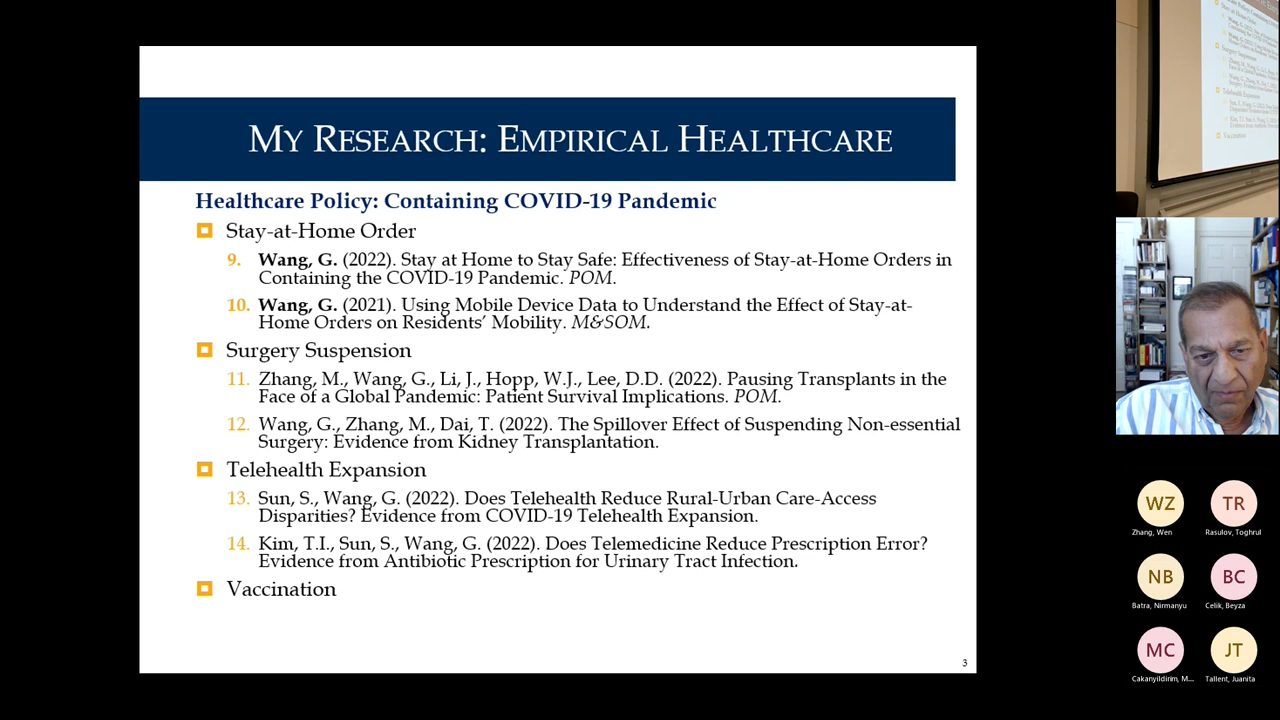 MY RESEARCH: EMPIRICAL HEALTHCARE
Healthcare Policy: Containing COVID-19 Pandemic
Stay-at-Home Order
9. Wang, G. (2022). Stay at Home to Stay Safe: Effectiveness of Stay-at-Home Orders in
Containing the COVID-19 Pandemic. POM.
10. Wang, G. (2021). Using Mobile Device Data to Understand the Effect of Stay-at-
Home Orders on Residents' Mobility. M&SOM.
Surgery Suspension
11. Zhang, M., Wang, G., Li, J., Hopp, W.J., Lee, D.D. (2022). Pausing Transplants in the
Face of a Global Pandemic: Patient Survival Implications. POM.
12. Wang, G., Zhang, M., Dai, T. (2022). The Spillover Effect of Suspending Non-essential
Surgery: Evidence from Kidney Transplantation.
Telehealth Expansion
13. Sun, S., Wang, G. (2022). Does Telehealth Reduce Rural-Urban Care-Access
Disparities? Evidence from COVID-19 Telehealth Expansion.
14. Kim, T.I., Sun, S., Wang, G. (2022). Does Telemedicine Reduce Prescription Error?
Evidence from Antibiotic Prescription for Urinary Tract Infection.
Vaccination
3
WZ
TR
Zhang, Wen
Rasulov, Toghrul
NB
BC
Batra, Nirmanyu
Celik, Beyza
MC
JT
Cakanyildirim, M...
Tallent, Juanita